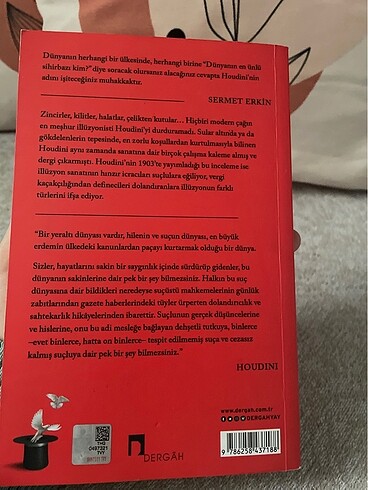 Dünyanın herhangi bir ülkesinde, herhangi birine "Dünyanın en ünlü
sihirbazı kim?" diye soracak olursanız alacağınız cevapta Houdini'nin
adını işiteceğiniz muhakkaktır.
SERMET ERKİN
Zincirler, kilitler, halatlar, çelikten kutular... Hiçbiri modern çağın
en meşhur illüzyonisti Houdini'yi durduramadı. Sular altında ya da
gökdelenlerin tepesinde, en zorlu koşullardan kurtulmasıyla bilinen
Houdini aynı zamanda sanatına dair birçok çalışma kaleme almış ve
dergi çıkarmıştı. Houdini'nin 1903'te yayımladığı bu inceleme ise
illüzyon sanatının hınzır icracıları suçlulara eğiliyor, vergi
kaçakçılığından definecileri dolandıranlara illüzyonun farklı
türlerini ifşa ediyor.
"Bir yeraltı dünyası vardır, hilenin ve suçun dünyası, en büyük
erdemin ülkedeki kanunlardan paçayı kurtarmak olduğu bir dünya.
Sizler, hayatlarını sakin bir saygınlık içinde sürdürüp gidenler, bu
dünyanın sakinlerine dair pek bir şey bilmezsiniz. Halkın bu suç
dünyasına dair bildikleri neredeyse suçüstü mahkemelerinin günlük
zabıtlarından gazete haberlerindeki tüyler ürperten dolandırıcılık ve
sahtekarlık hikâyelerinden ibarettir. Suçlunun gerçek düşüncelerine
ve hislerine, onu bu adi mesleğe bağlayan dehşetli tutkuya, binlerce
–evet binlerce, hatta on binlerce– tespit edilmemiş suça ve cezasız
kalmış suçluya dair pek bir şey bilmezsiniz."
HOUDINI
www.dergah.com.tr
DERGAHYAY
DERGÂH
9 786258 437188